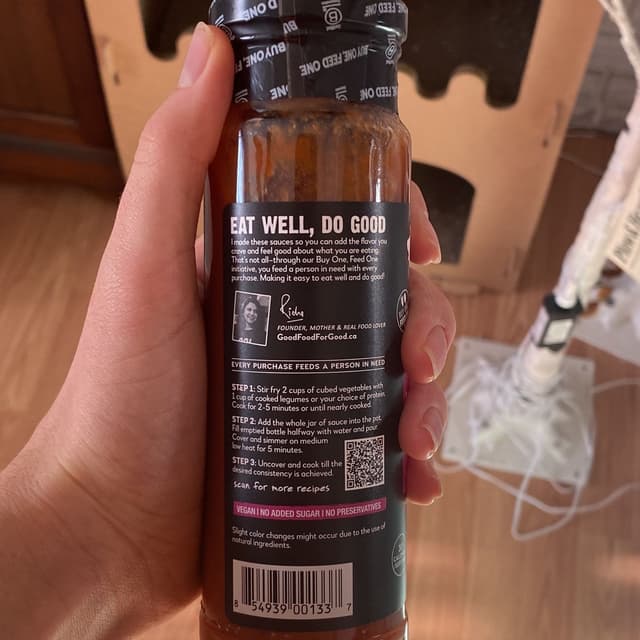 BUY ONE FEED ONE
BUY ONE, FEED ONE
EAT WELL, DO GOOD
I made these sauces so you can add the flavor you
crave and feel good about what you are eating.
That's not all–through our Buy One, Feed One
initiative, you feed a person in need with every
purchase. Making it easy to eat well and do good!
Richa
FOUNDER, MOTHER & REAL FOOD LOVER
GoodFoodForGood.ca
EVERY PURCHASE FEEDS A PERSON IN NEED
STEP 1: Stir fry 2 cups of cubed vegetables with
1 cup of cooked legumes or your choice of protein.
Cook for 2-5 minutes or until nearly cooked.
STEP 2: Add the whole jar of sauce into the pot.
Fill emptied bottle halfway with water and pour.
Cover and simmer on medium
low heat for 5 minutes.
STEP 3: Uncover and cook till the
desired consistency is achieved.
scan for more recipes
VEGAN | NO ADDED SUGAR | NO PRESERVATIVES
Slight color changes might occur due to the use of
natural ingredients.
8 54939 00133 7